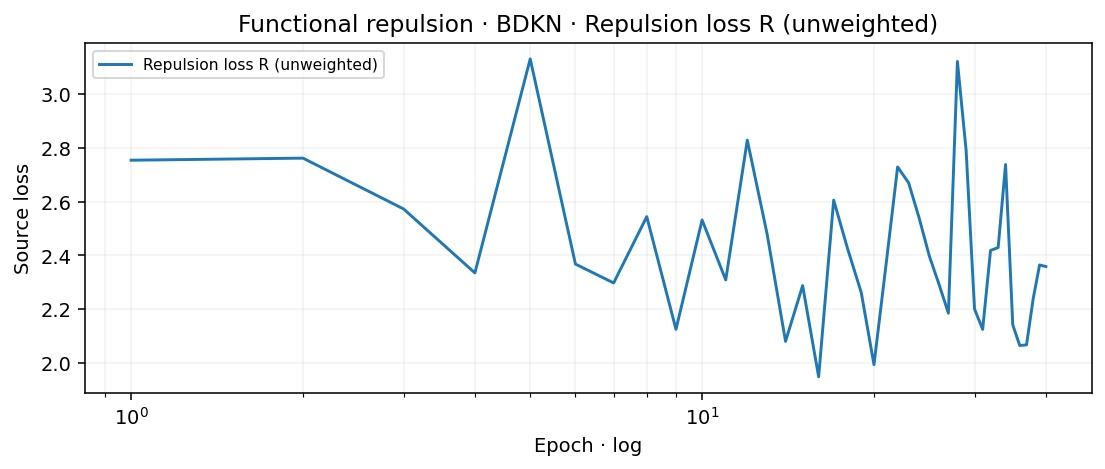 Functional repulsion · BDKN · Repulsion loss R (unweighted)
Repulsion loss R (unweighted)
Source loss
3.0
2.8
2.6
2.4
2.2
2.0
10⁰
10¹
Epoch · log